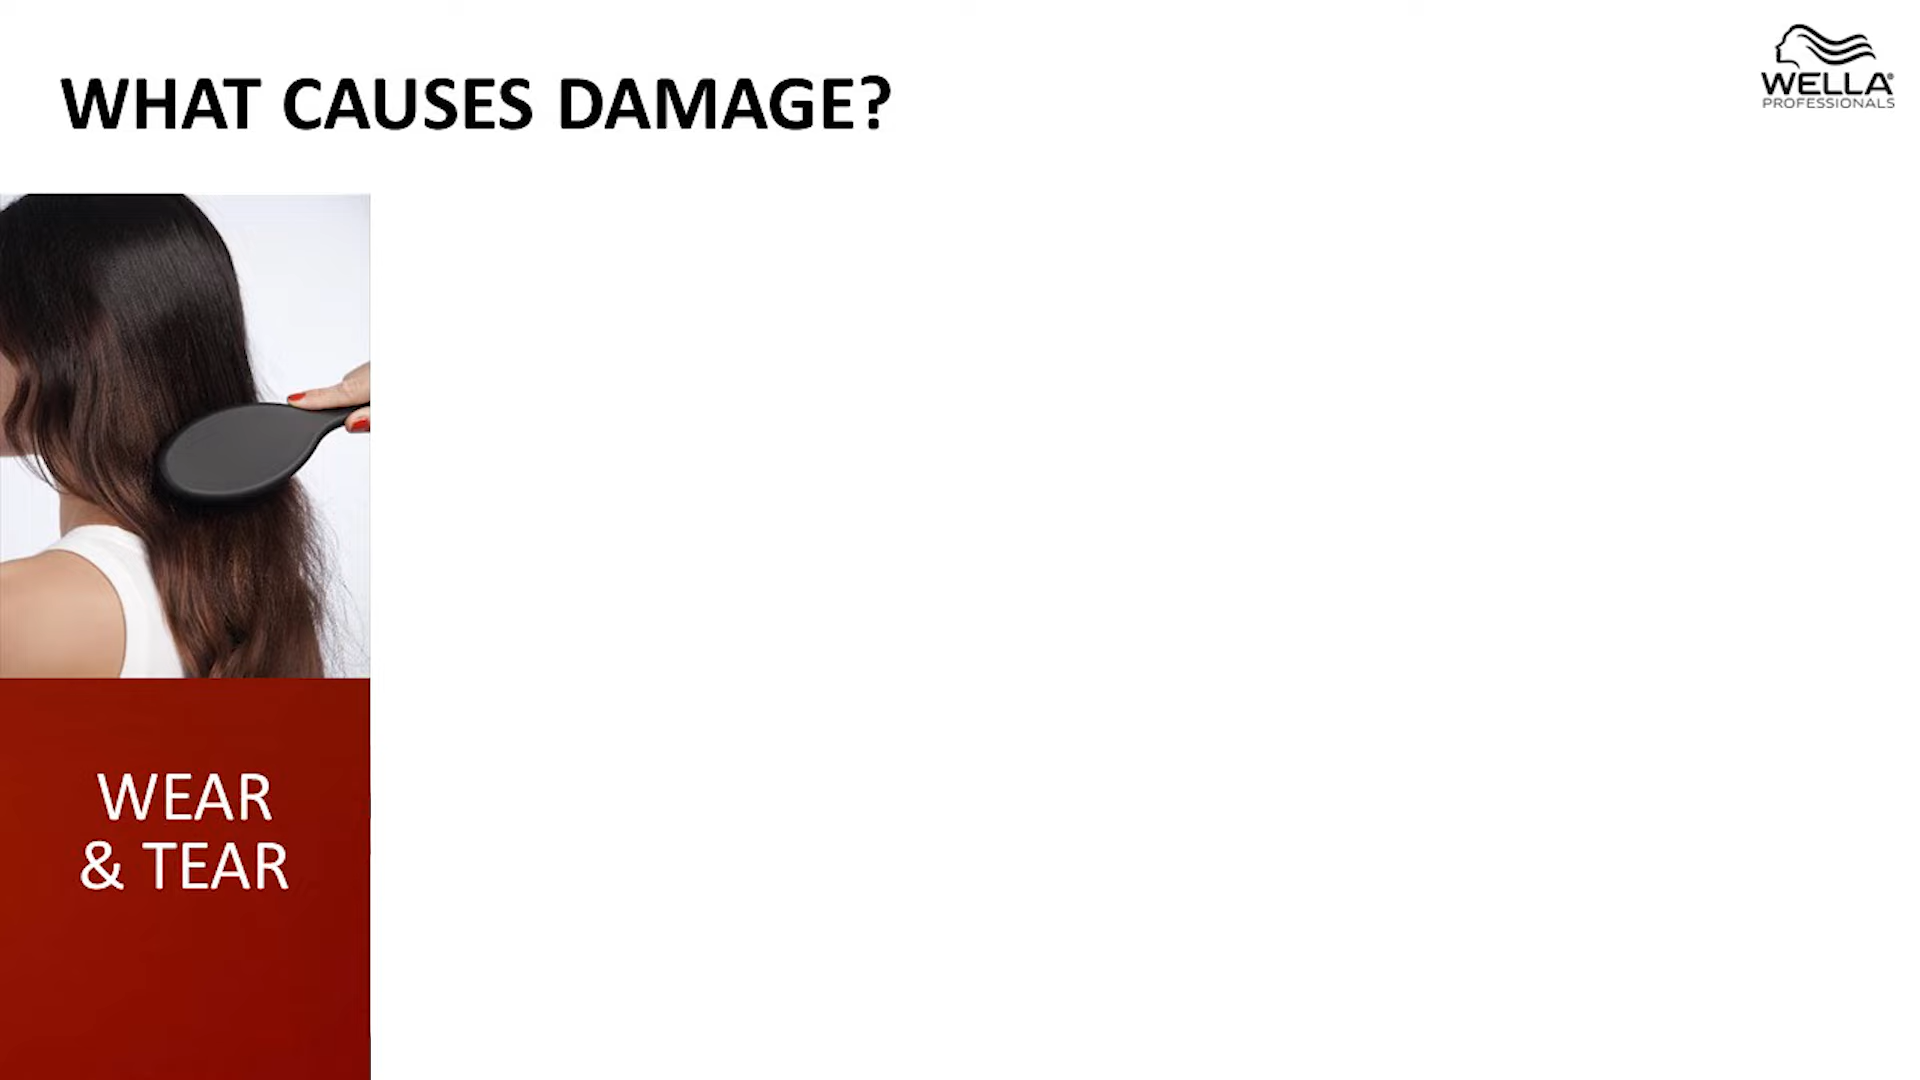 WHAT CAUSES DAMAGE?
WELLA
PROFESSIONALS
WEAR
& TEAR